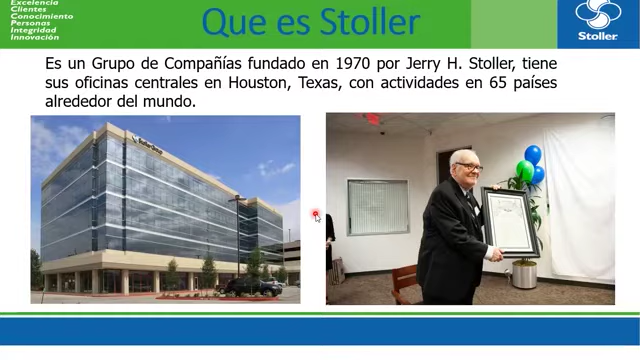 Excelencia
Clientes
Conocimiento
Personas
Integridad
Innovación
Que es Stoller
Stoller
Es un Grupo de Compañías fundado en 1970 por Jerry H. Stoller, tiene
sus oficinas centrales en Houston, Texas, con actividades en 65 países
alrededor del mundo.